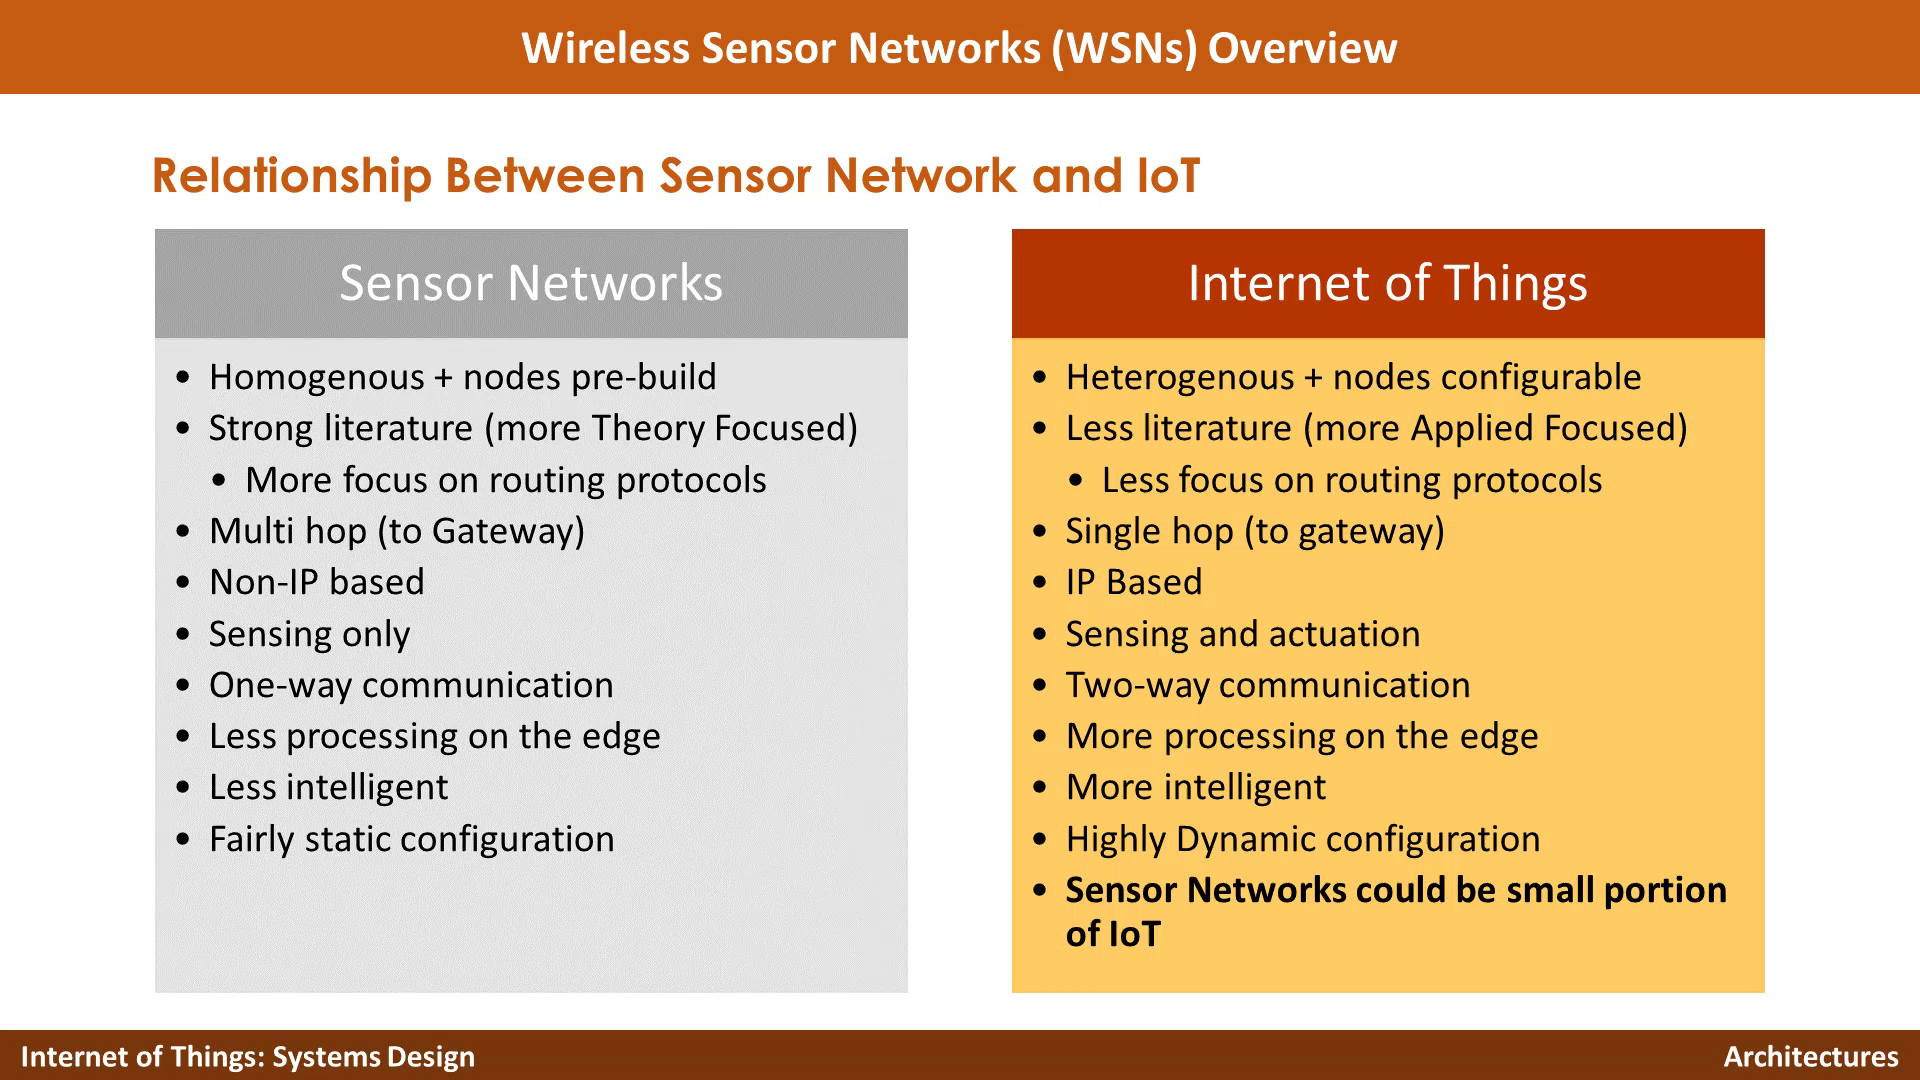 Wireless Sensor Networks (WSNs) Overview
Relationship Between Sensor Network and IoT
Sensor Networks
• Homogenous + nodes pre-build
• Strong literature (more Theory Focused)
• More focus on routing protocols
• Multi hop (to Gateway)
• Non-IP based
• Sensing only
• One-way communication
• Less processing on the edge
• Less intelligent
• Fairly static configuration
Internet of Things
• Heterogenous + nodes configurable
• Less literature (more Applied Focused)
• Less focus on routing protocols
• Single hop (to gateway)
• IP Based
• Sensing and actuation
• Two-way communication
• More processing on the edge
• More intelligent
• Highly Dynamic configuration
• Sensor Networks could be small portion
of IoT
Internet of Things: Systems Design
Architectures